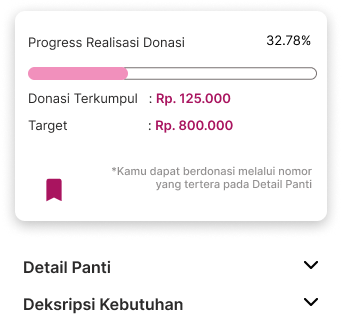 Progress Realisasi Donasi 32.78%
Donasi Terkumpul : Rp. 125.000
Target : Rp. 800.000
*Kamu dapat berdonasi melalui nomor
yang tertera pada Detail Panti
Detail Panti
Deksripsi Kebutuhan